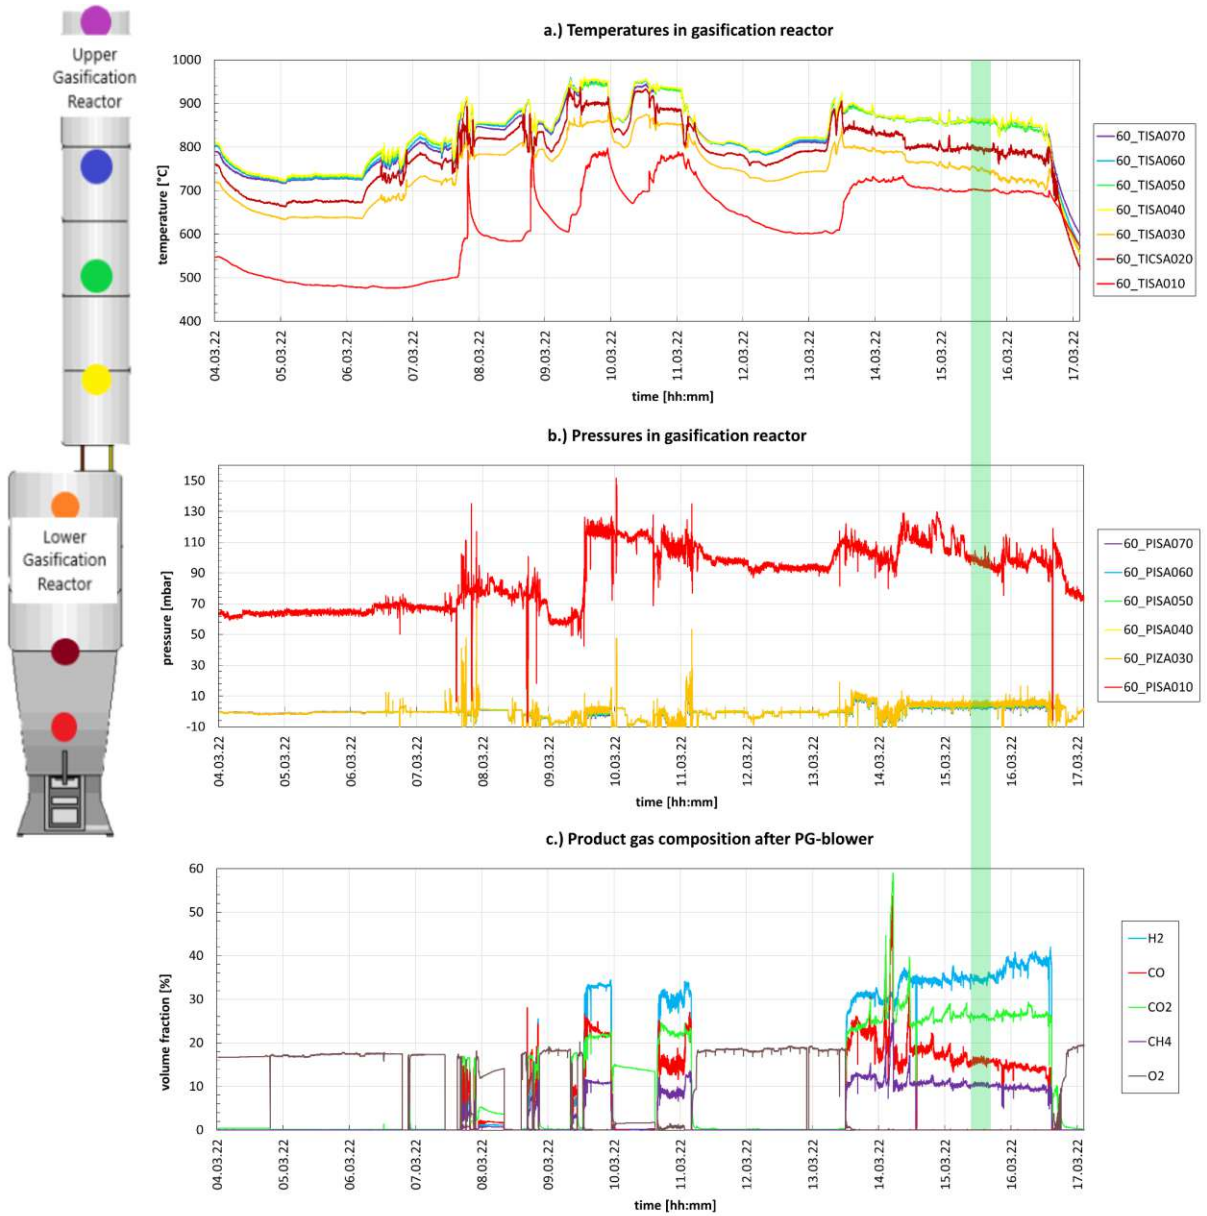 Upper
Gasification
Reactor
Lower
Gasification
Reactor
a.) Temperatures in gasification reactor
temperature [°C]
1000
900
800
700
600
500
400
04.03.22
05.03.22
06.03.22
07.03.22
08.03.22
09.03.22
10.03.22
11.03.22
12.03.22
13.03.22
14.03.22
15.03.22
16.03.22
17.03.22
time [hh:mm]
60_TISA070
60_TISA060
60_TISA050
60_TISA040
60_TISA030
60_TICSA020
60_TISA010
b.) Pressures in gasification reactor
pressure [mbar]
150
130
110
90
70
50
30
10
-10
04.03.22
05.03.22
06.03.22
07.03.22
08.03.22
09.03.22
10.03.22
11.03.22
12.03.22
13.03.22
14.03.22
15.03.22
16.03.22
17.03.22
time [hh:mm]
60_PISA070
60_PISA060
60_PISA050
60_PISA040
60_PIZA030
60_PISA010
c.) Product gas composition after PG-blower
volume fraction [%]
60
50
40
30
20
10
0
04.03.22
05.03.22
06.03.22
07.03.22
08.03.22
09.03.22
10.03.22
11.03.22
12.03.22
13.03.22
14.03.22
15.03.22
16.03.22
17.03.22
time [hh:mm]
H2
CO
CO2
CH4
O2